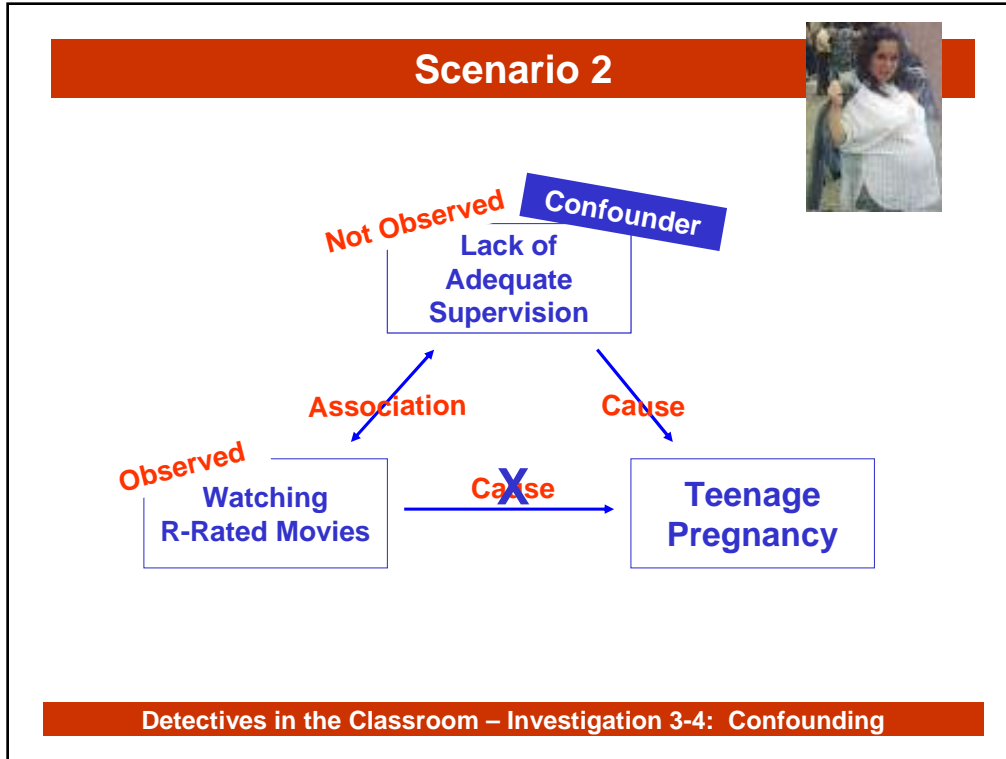 Scenario 2
Not Observed
Confounder
Lack of
Adequate
Supervision
Association
Cause
Observed
Watching
R-Rated Movies
Cause
X
Teenage
Pregnancy
Detectives in the Classroom – Investigation 3-4:  Confounding